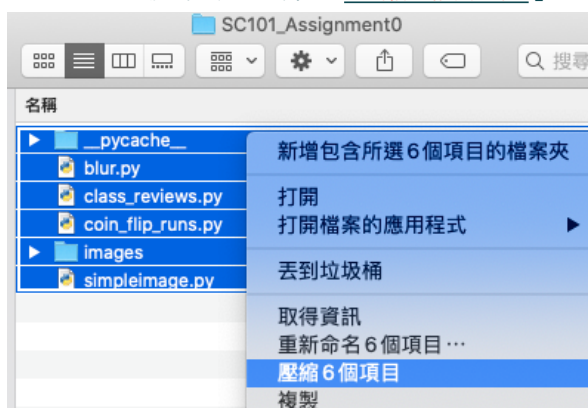 SC101_Assignment0
搜尋
名稱
__pycache__
blur.py
class_reviews.py
coin_flip_runs.py
images
simpleimage.py
新增包含所選6個項目的檔案夾
打開
打開檔案的應用程式
丟到垃圾桶
取得資訊
重新命名6個項目⋯
壓縮6個項目
複製